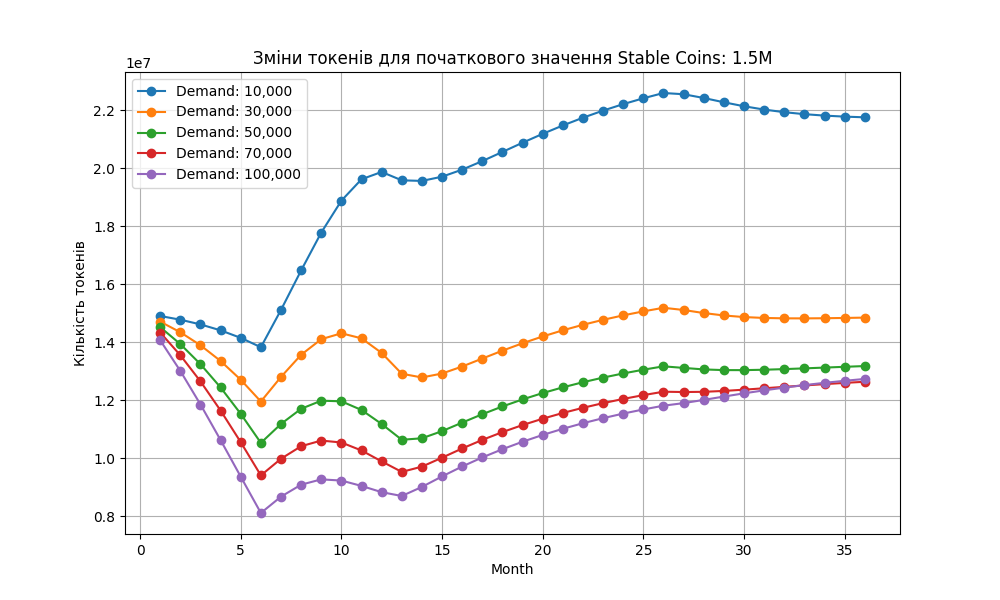 Зміни токенів для початкового значення Stable Coins: 1.5M
1e7
Demand: 10,000
Demand: 30,000
Demand: 50,000
Demand: 70,000
Demand: 100,000
2.2
2.0
1.8
1.6
1.4
1.2
1.0
0.8
Кількість токенів
0 5 10 15 20 25 30 35
Month